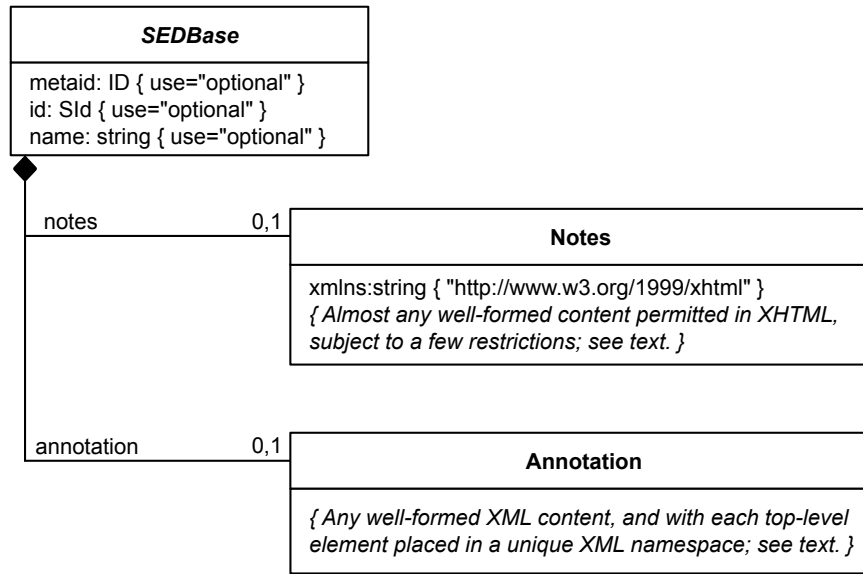 SEDBase
metaid: ID { use="optional" }
id: SId { use="optional" }
name: string { use="optional" }
notes 0,1
Notes
xmlns:string { "http://www.w3.org/1999/xhtml" }
{ Almost any well-formed content permitted in XHTML,
subject to a few restrictions; see text. }
annotation 0,1
Annotation
{ Any well-formed XML content, and with each top-level
element placed in a unique XML namespace; see text. }